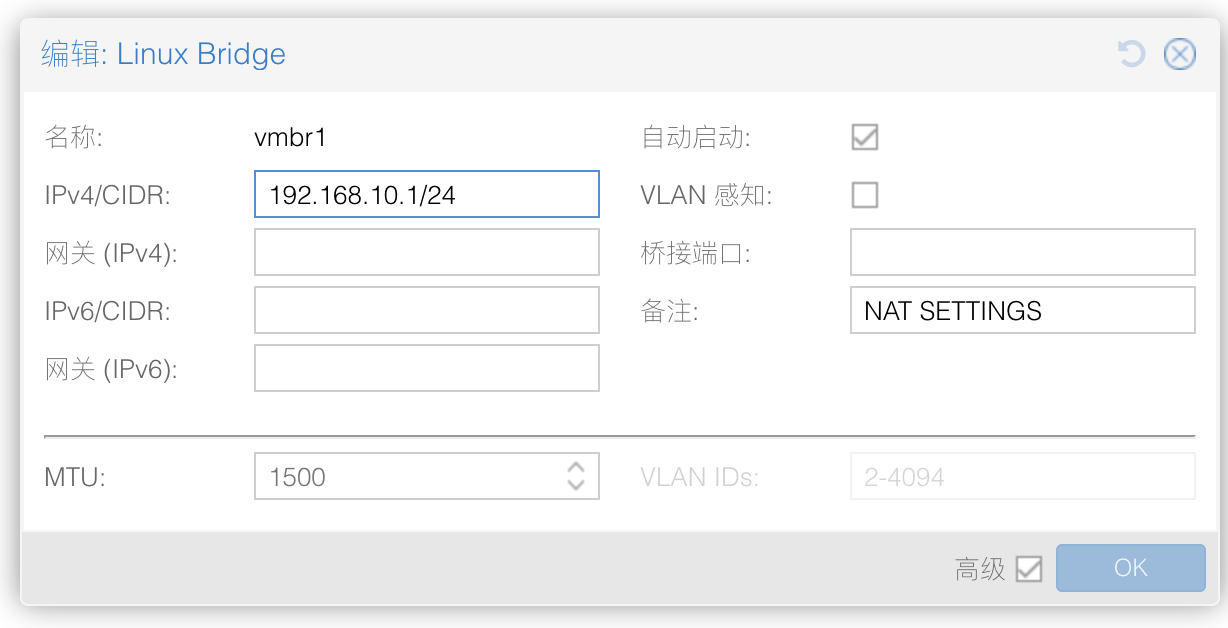 编辑: Linux Bridge
名称: vmbr1 自动启动:
IPv4/CIDR: 192.168.10.1/24 VLAN 感知:
网关 (IPv4): 桥接端口:
IPv6/CIDR: 备注: NAT SETTINGS
网关 (IPv6):
MTU: 1500 VLAN IDs: 2-4094
高级 OK